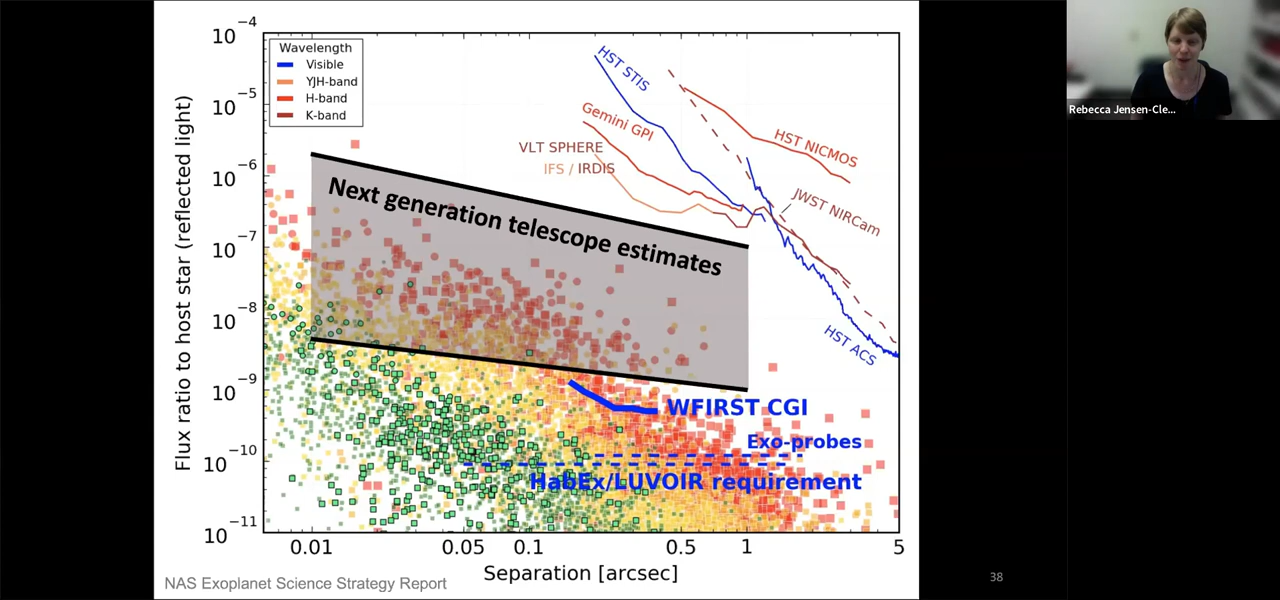 10⁻⁴
10⁻⁵
10⁻⁶
10⁻⁷
10⁻⁸
10⁻⁹
10⁻¹⁰
10⁻¹¹
Flux ratio to host star (reflected light)
Wavelength
Visible
YJH-band
H-band
K-band
HST STIS
Gemini GPI
VLT SPHERE
IFS / IRDIS
HST NICMOS
JWST NIRCam
HST ACS
Next generation telescope estimates
WFIRST CGI
Exo-probes
HabEx/LUVOIR requirement
0.01
0.05
0.1
0.5
1
5
Separation [arcsec]
NAS Exoplanet Science Strategy Report
38
Rebecca Jensen-Cle...